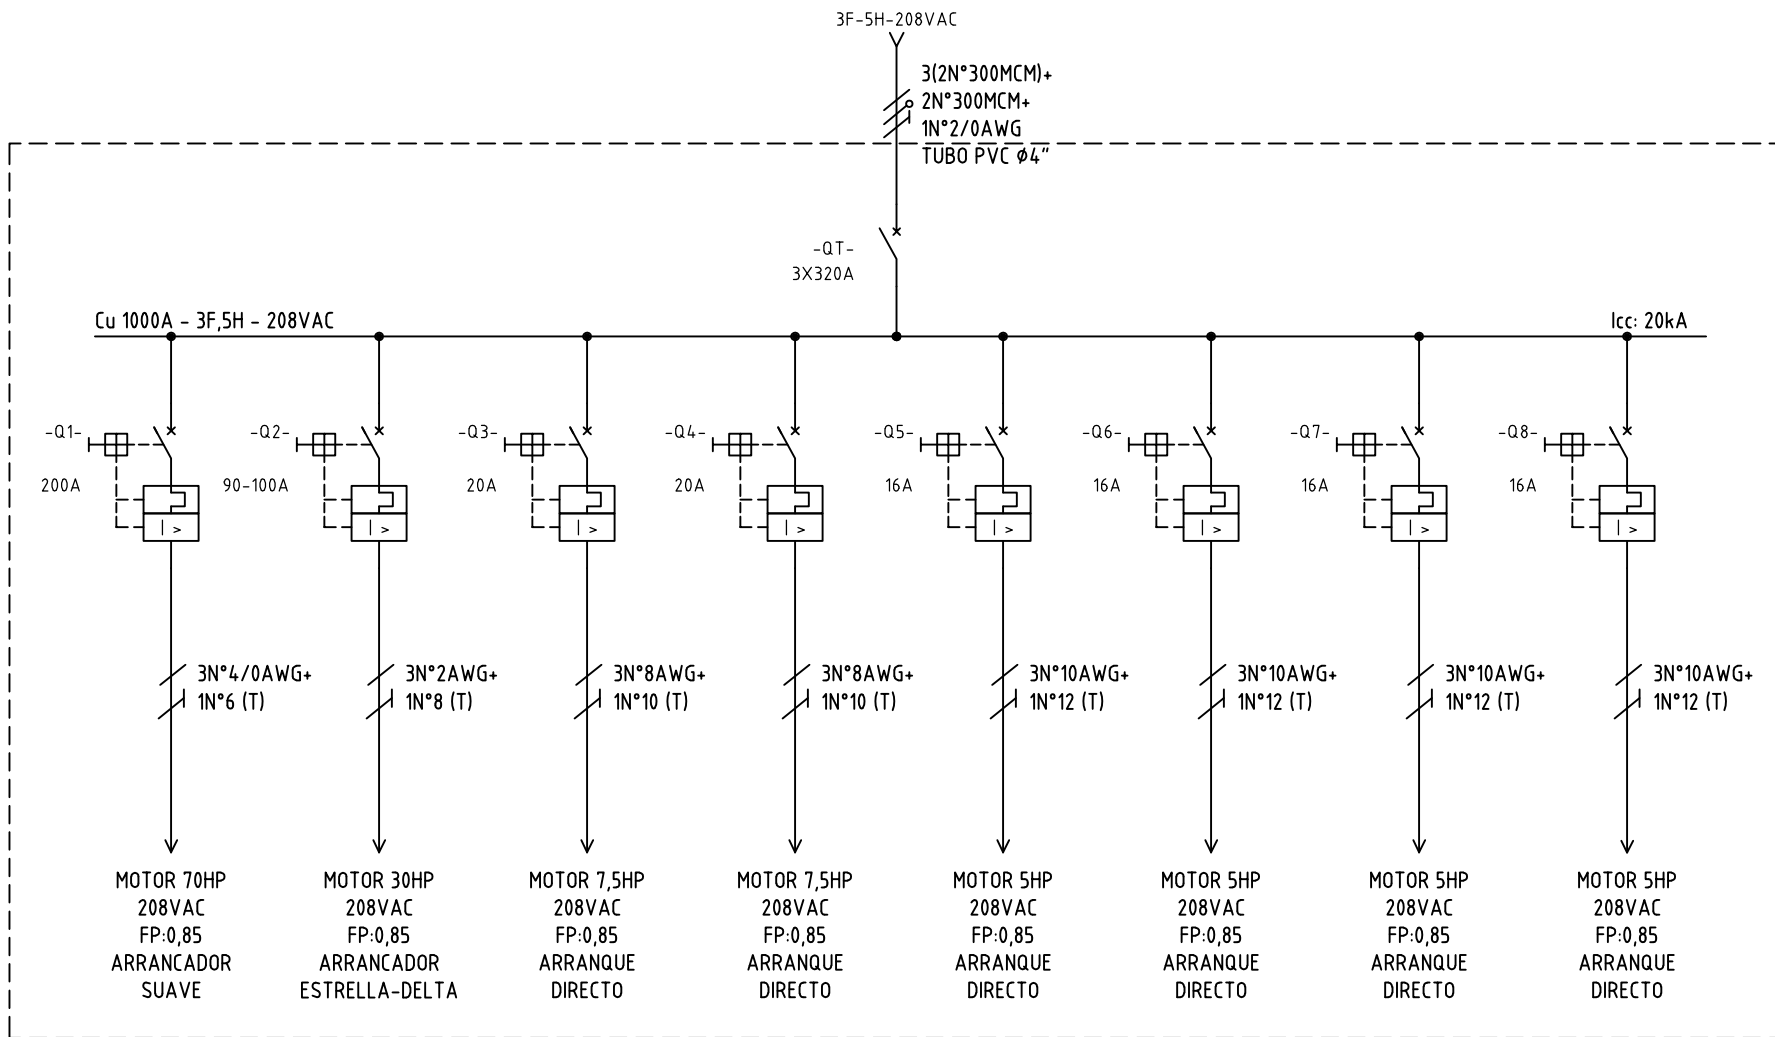 3F-5H-208VAC
3(2N°300MCM)+
2N°300MCM+
1N°2/0AWG
TUBO PVC Ø4"
-QT-
3X320A
Cu 1000A - 3F,5H - 208VAC
Icc: 20kA
-Q1-
200A
I >
3N°4/0AWG+
1N°6 (T)
MOTOR 70HP
208VAC
FP:0,85
ARRANCADOR
SUAVE
-Q2-
90-100A
I >
3N°2AWG+
1N°8 (T)
MOTOR 30HP
208VAC
FP:0,85
ARRANCADOR
ESTRELLA-DELTA
-Q3-
20A
I >
3N°8AWG+
1N°10 (T)
MOTOR 7,5HP
208VAC
FP:0,85
ARRANQUE
DIRECTO
-Q4-
20A
I >
3N°8AWG+
1N°10 (T)
MOTOR 7,5HP
208VAC
FP:0,85
ARRANQUE
DIRECTO
-Q5-
16A
I >
3N°10AWG+
1N°12 (T)
MOTOR 5HP
208VAC
FP:0,85
ARRANQUE
DIRECTO
-Q6-
16A
I >
3N°10AWG+
1N°12 (T)
MOTOR 5HP
208VAC
FP:0,85
ARRANQUE
DIRECTO
-Q7-
16A
I >
3N°10AWG+
1N°12 (T)
MOTOR 5HP
208VAC
FP:0,85
ARRANQUE
DIRECTO
-Q8-
16A
I >
3N°10AWG+
1N°12 (T)
MOTOR 5HP
208VAC
FP:0,85
ARRANQUE
DIRECTO